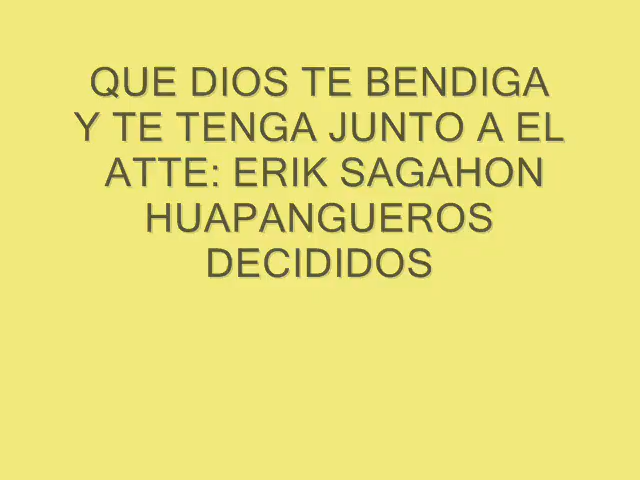 QUE DIOS TE BENDIGA
Y TE TENGA JUNTO A EL
ATTE: ERIK SAGAHON
HUAPANGUEROS
DECIDIDOS